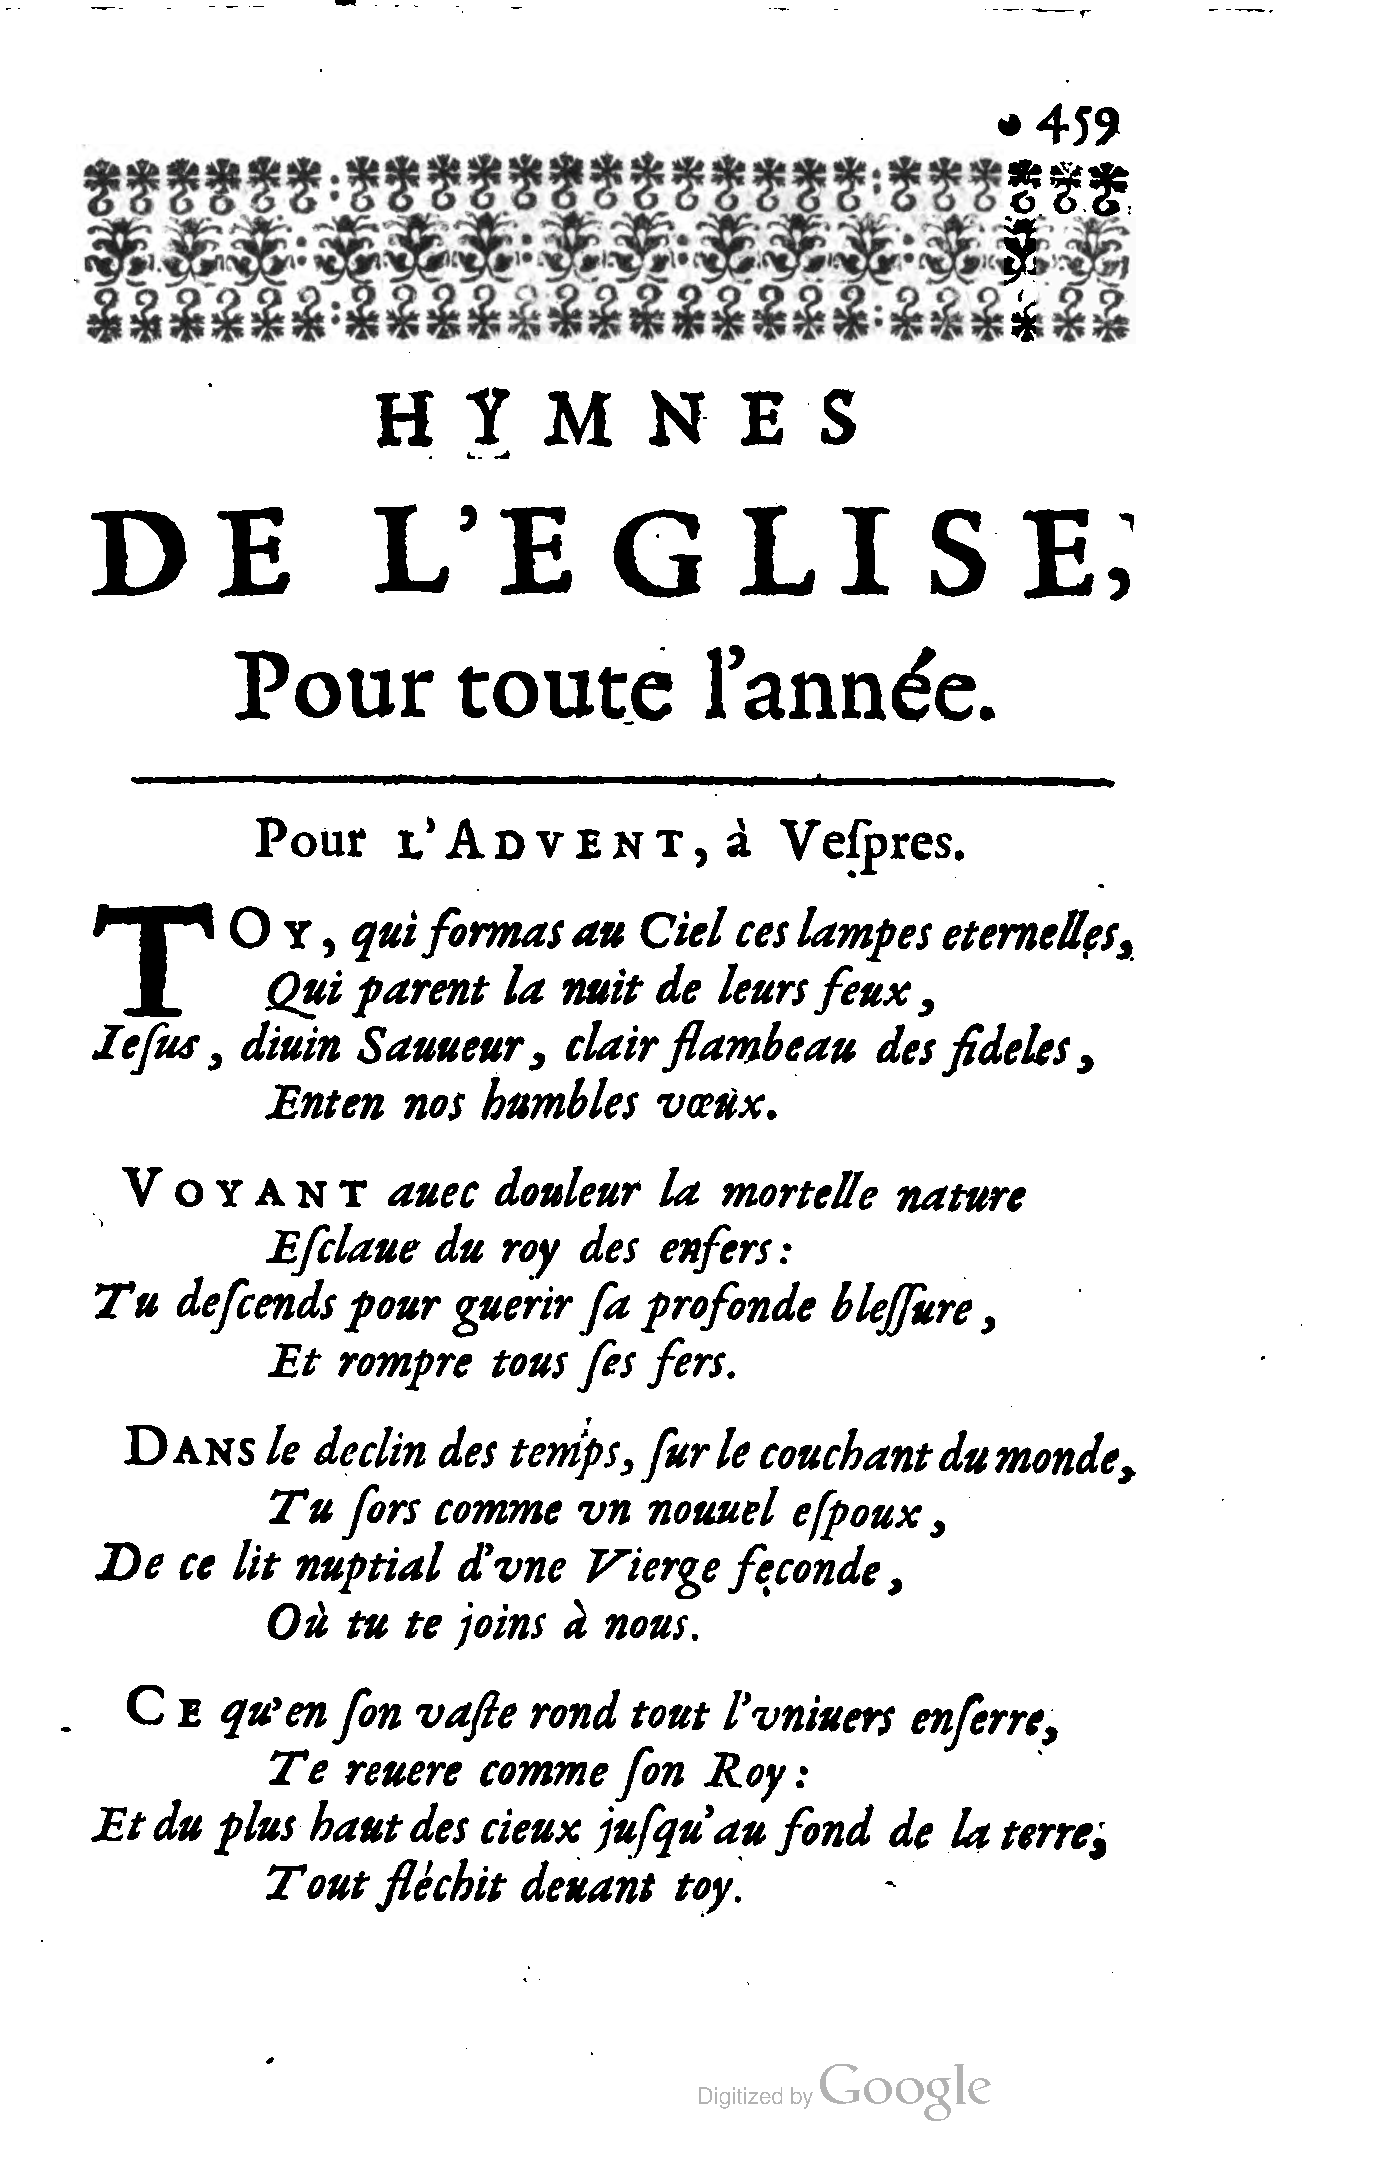 459
HYMNES
DE L'EGLISE,
Pour toute l'année.
Pour L'ADVENT, à Veſpres.
TOY, qui formas au Ciel ces lampes eternelles,
Qui parent la nuit de leurs feux,
Ieſus, diuin Sauueur, clair flambeau des fideles,
Enten nos humbles vœux.
VOYANT auec douleur la mortelle nature
Eſclaue du roy des enfers:
Tu deſcends pour guerir ſa profonde bleſſure,
Et rompre tous ſes fers.
DANS le declin des temps, ſur le couchant du monde,
Tu ſors comme vn nouuel eſpoux,
De ce lit nuptial d'vne Vierge feconde,
Où tu te joins à nous.
CE qu'en ſon vaſte rond tout l'vniuers enſerre,
Te reuere comme ſon Roy:
Et du plus haut des cieux juſqu'au fond de la terre,
Tout fléchit deuant toy.
Digitized by Google